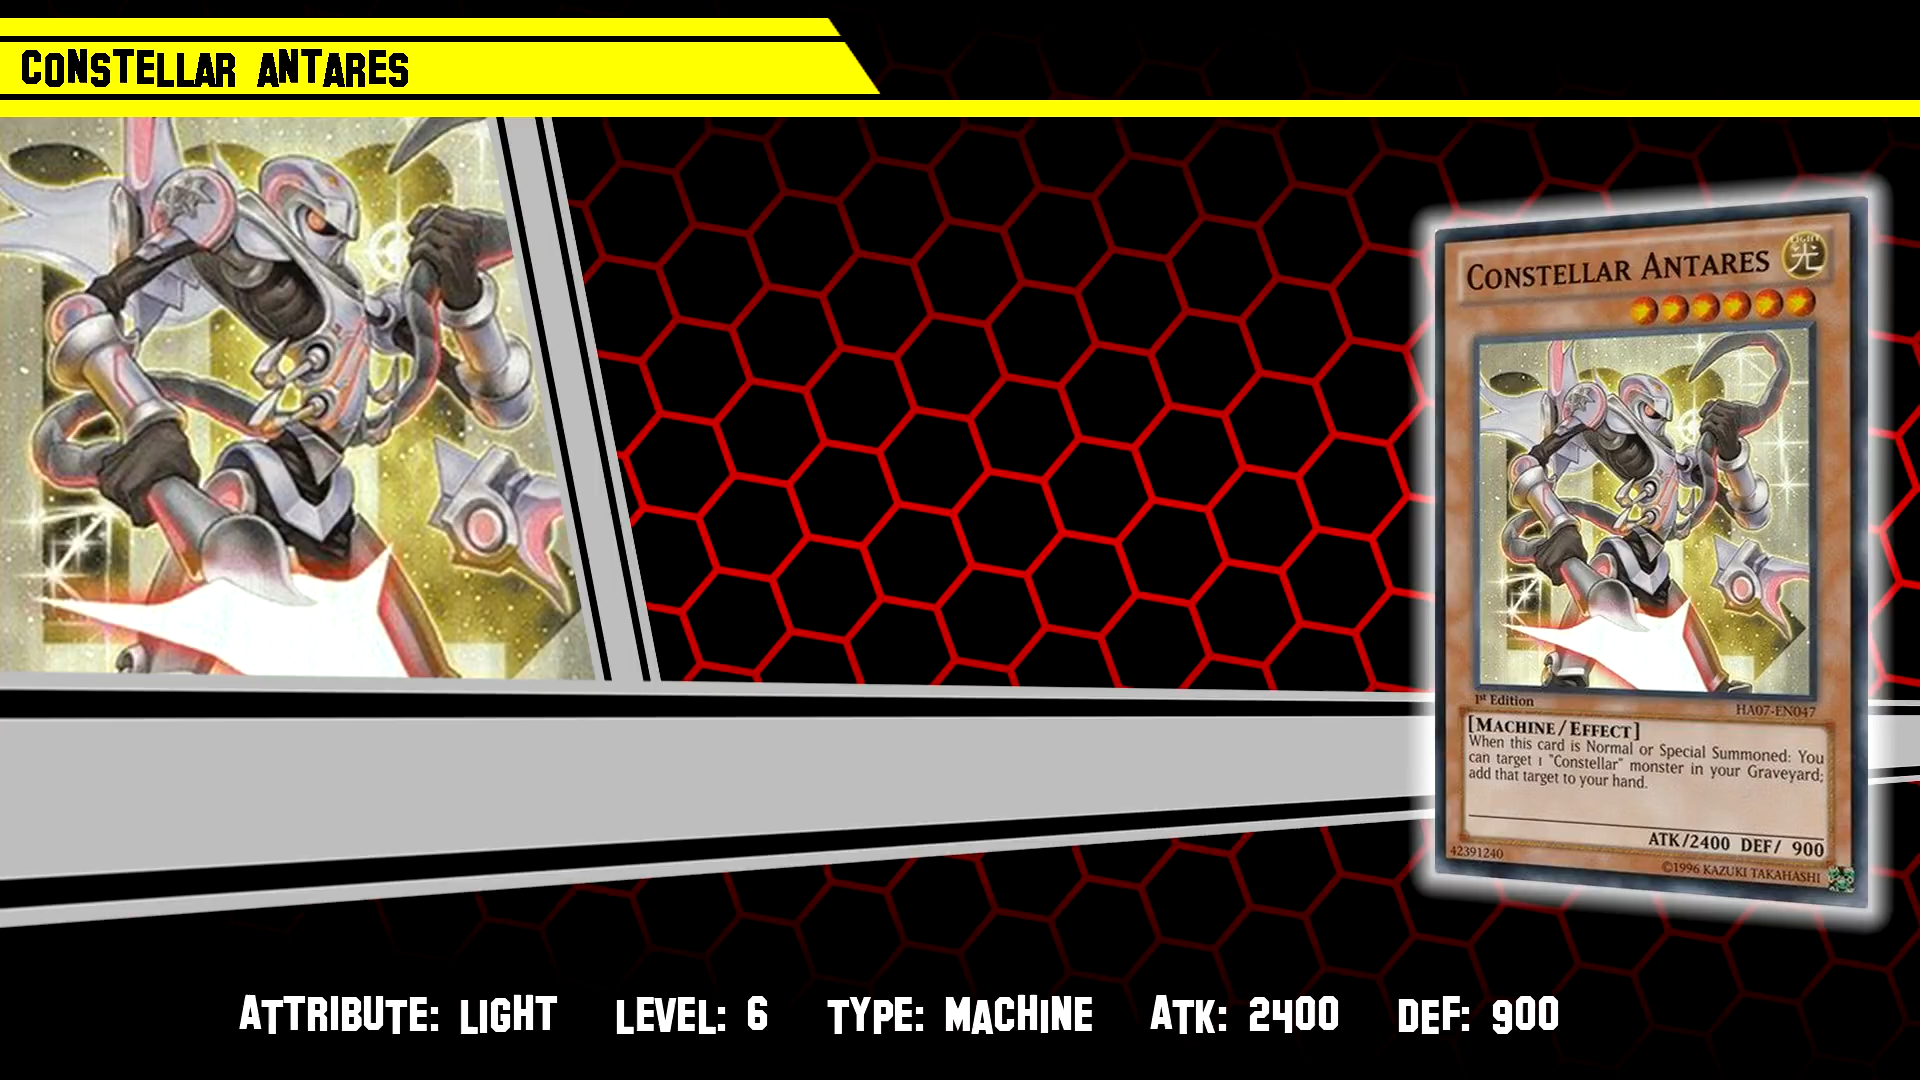 CONSTELLAR ANTARES
CONSTELLAR ANTARES
LIGHT
光
1st Edition
HA07-EN047
[MACHINE/EFFECT]
When this card is Normal or Special Summoned: You
can target 1 "Constellar" monster in your Graveyard;
add that target to your hand.
ATK/2400 DEF/ 900
42391240
©1996 KAZUKI TAKAHASHI
ATTRIBUTE: LIGHT LEVEL: 6 TYPE: MACHINE ATK: 2400 DEF: 900